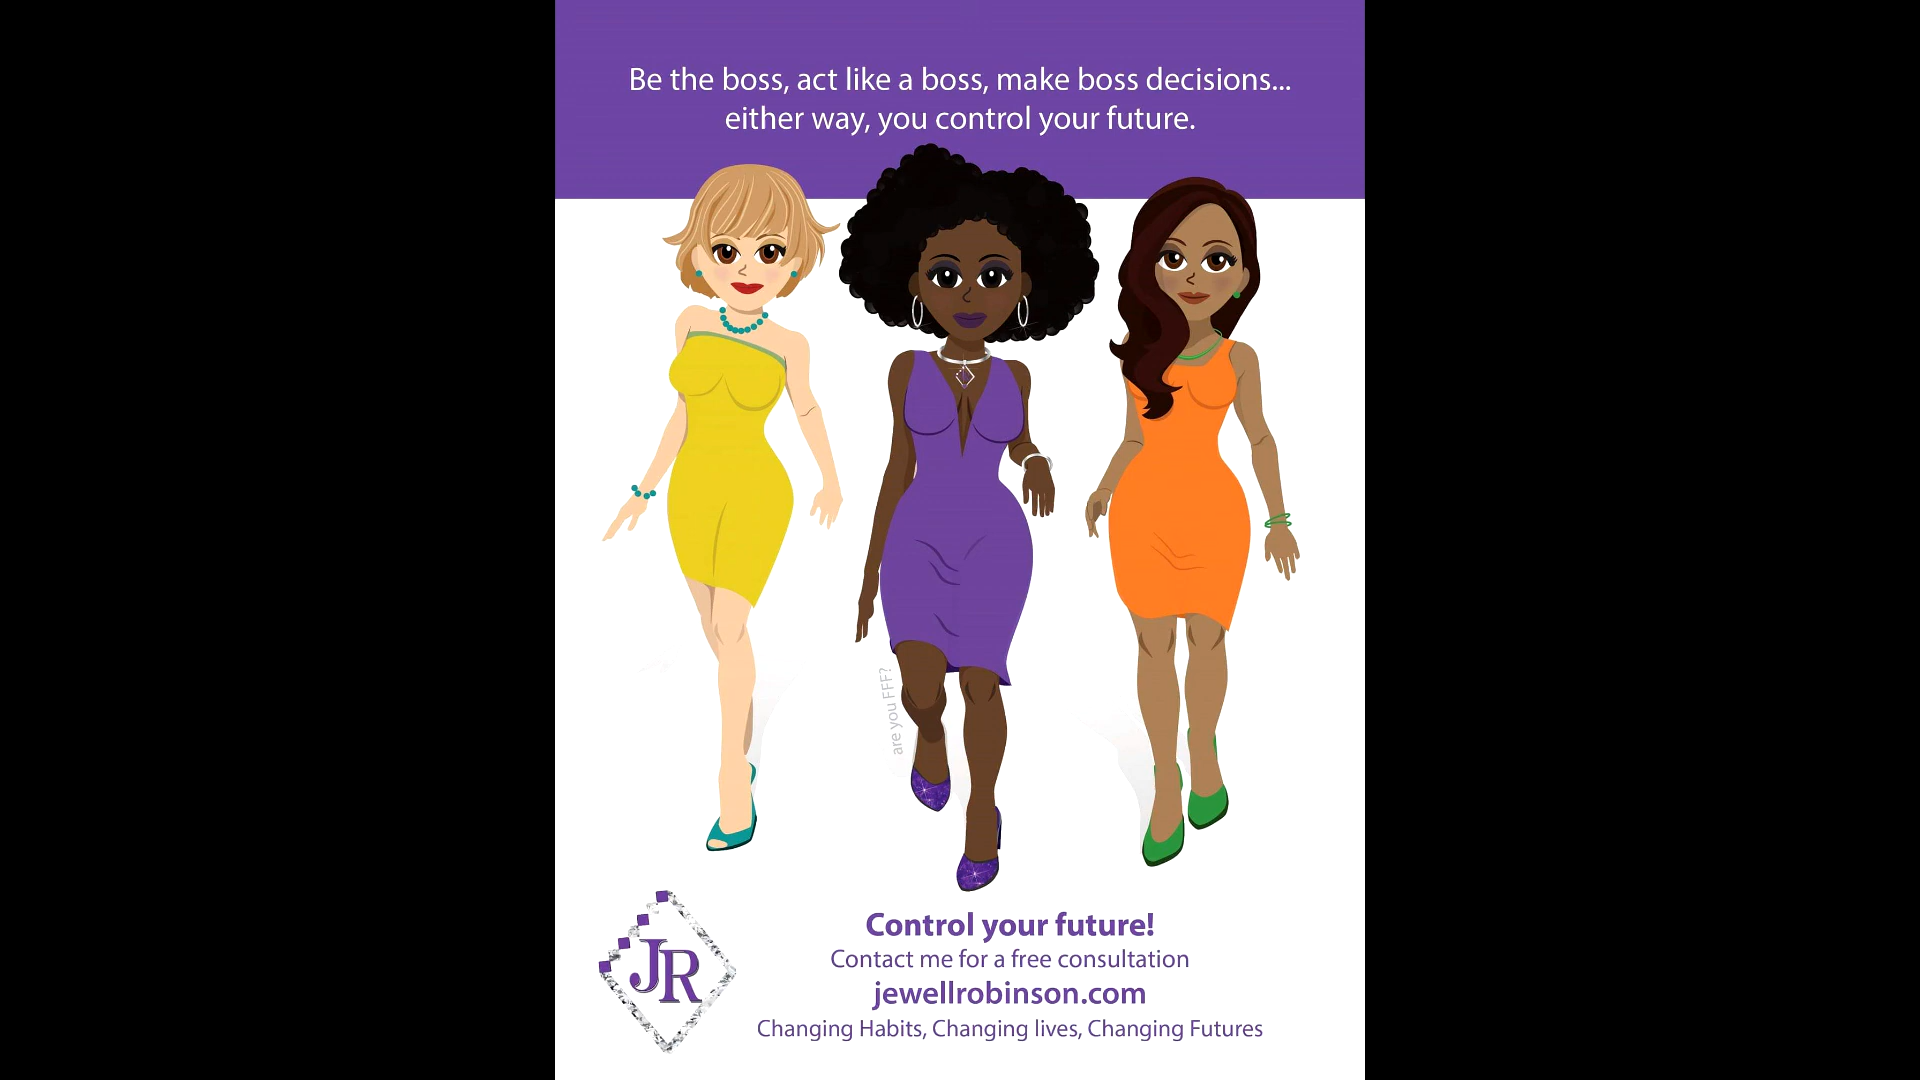 Be the boss, act like a boss, make boss decisions...
either way, you control your future.
are you FFF?
JR
Control your future!
Contact me for a free consultation
jewellrobinson.com
Changing Habits, Changing lives, Changing Futures